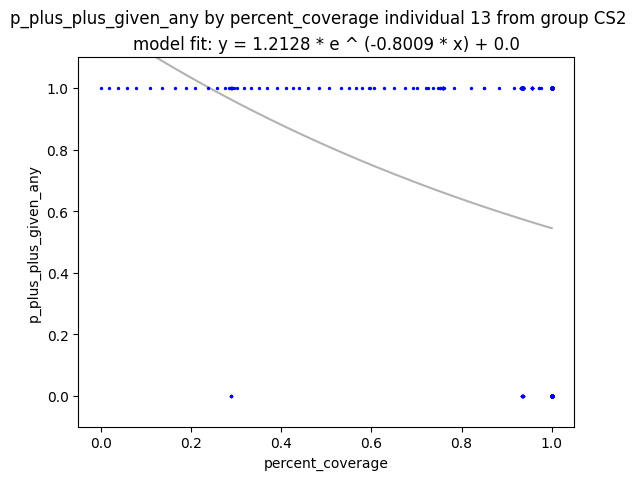 p_plus_plus_given_any by percent_coverage individual 13 from group CS2
model fit: y = 1.2128 * e ^ (-0.8009 * x) + 0.0
1.0
0.8
0.6
0.4
0.2
0.0
p_plus_plus_given_any
0.0 0.2 0.4 0.6 0.8 1.0
percent_coverage